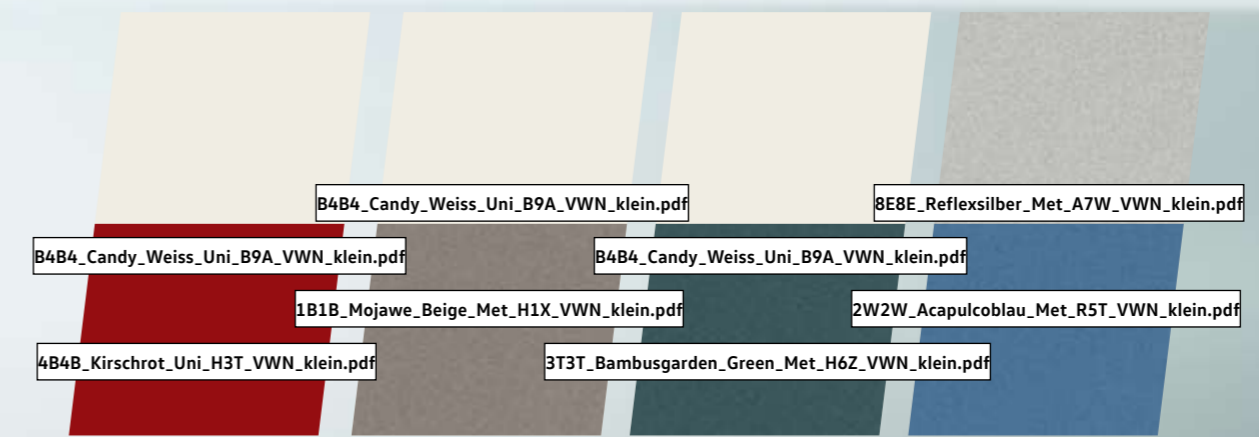 B4B4_Candy_Weiss_Uni_B9A_VWN_klein.pdf
8E8E_Reflexsilber_Met_A7W_VWN_klein.pdf
B4B4_Candy_Weiss_Uni_B9A_VWN_klein.pdf
B4B4_Candy_Weiss_Uni_B9A_VWN_klein.pdf
1B1B_Mojawe_Beige_Met_H1X_VWN_klein.pdf
2W2W_Acapulcoblau_Met_R5T_VWN_klein.pdf
4B4B_Kirschrot_Uni_H3T_VWN_klein.pdf
3T3T_Bambusgarden_Green_Met_H6Z_VWN_klein.pdf